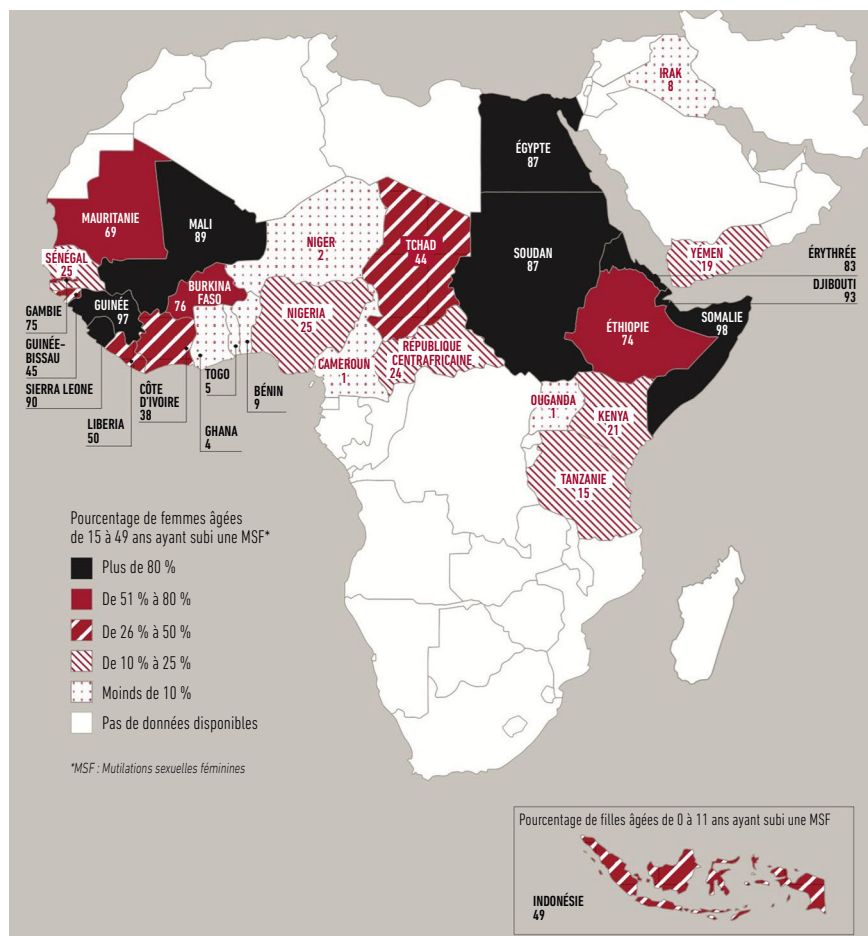 IRAK
8
ÉGYPTE
87
MAURITANIE
69
MALI
89
NIGER
2
TCHAD
44
SOUDAN
87
YÉMEN
19
ÉRYTHRÉE
83
DJIBOUTI
93
SÉNÉGAL
25
BURKINA
FASO
76
GUINÉE
97
NIGERIA
25
SOMALIE
98
ÉTHIOPIE
74
GAMBIE
75
GUINÉE-
BISSAU
45
SIERRA LEONE
90
LIBERIA
50
CÔTE
D'IVOIRE
38
TOGO
5
GHANA
4
BÉNIN
9
CAMEROUN
1
RÉPUBLIQUE
CENTRAFRICAINE
24
OUGANDA
1
KENYA
21
TANZANIE
15
Pourcentage de femmes âgées
de 15 à 49 ans ayant subi une MSF*
Plus de 80 %
De 51 % à 80 %
De 26 % à 50 %
De 10 % à 25 %
Moinds de 10 %
Pas de données disponibles
*MSF : Mutilations sexuelles féminines
Pourcentage de filles âgées de 0 à 11 ans ayant subi une MSF
INDONÉSIE
49